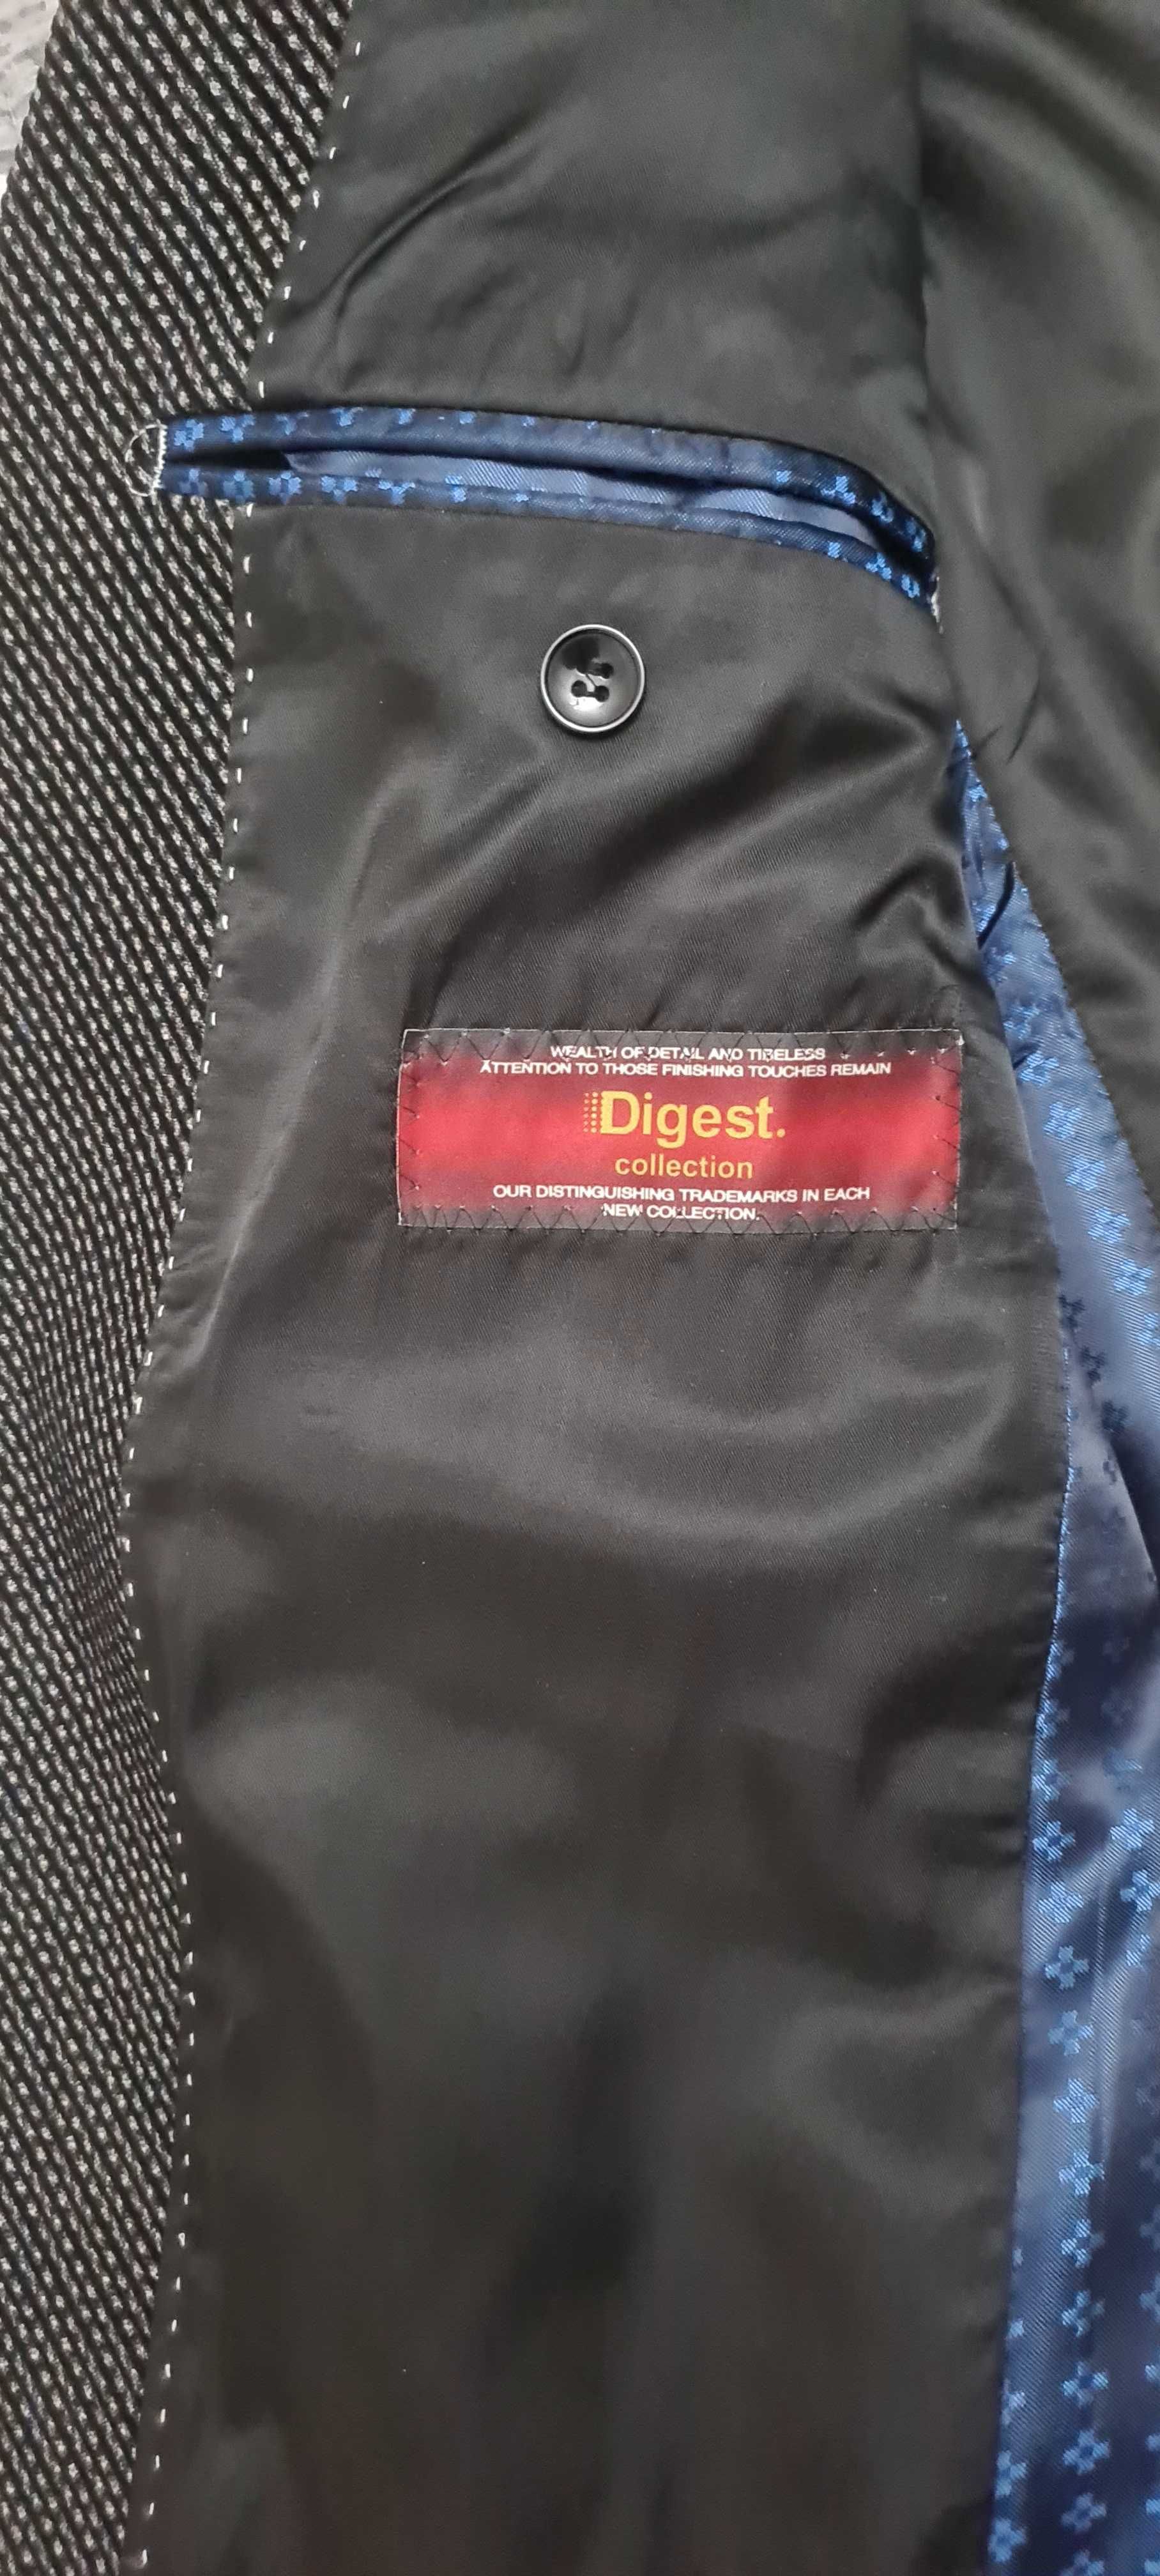 WEALTH OF DETAIL AND TIRELESS
ATTENTION TO THOSE FINISHING TOUCHES REMAIN
Digest.
collection
OUR DISTINGUISHING TRADEMARKS IN EACH
NEW COLLECTION.